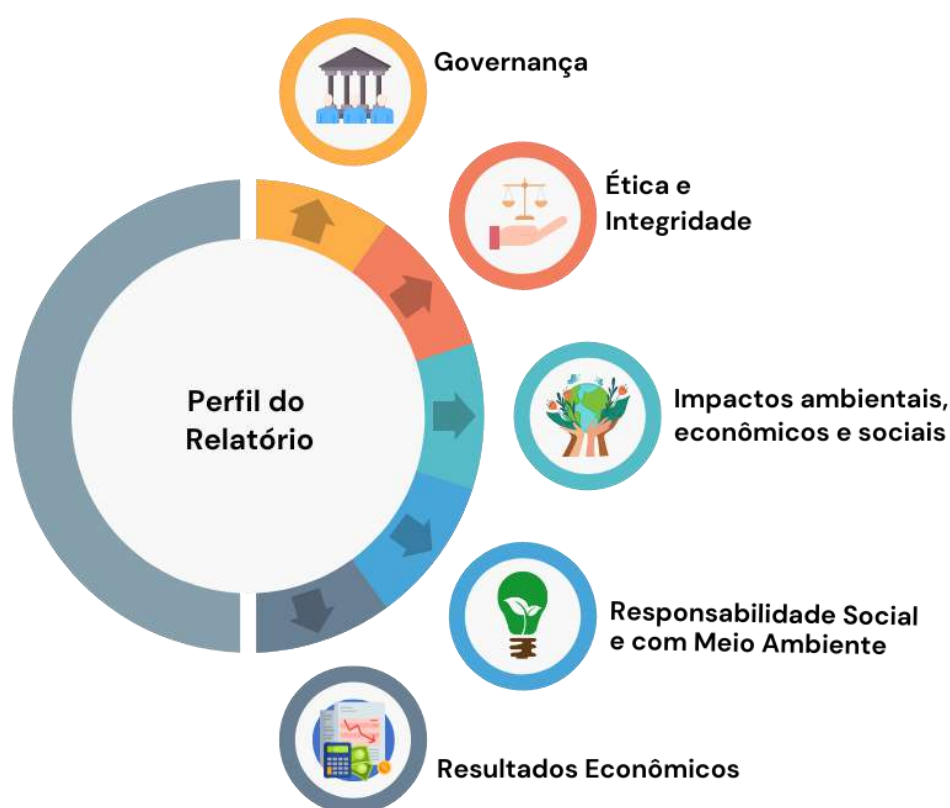 Governança
Ética e
Integridade
Perfil do
Relatório
Impactos ambientais,
econômicos e sociais
Responsabilidade Social
e com Meio Ambiente
Resultados Econômicos